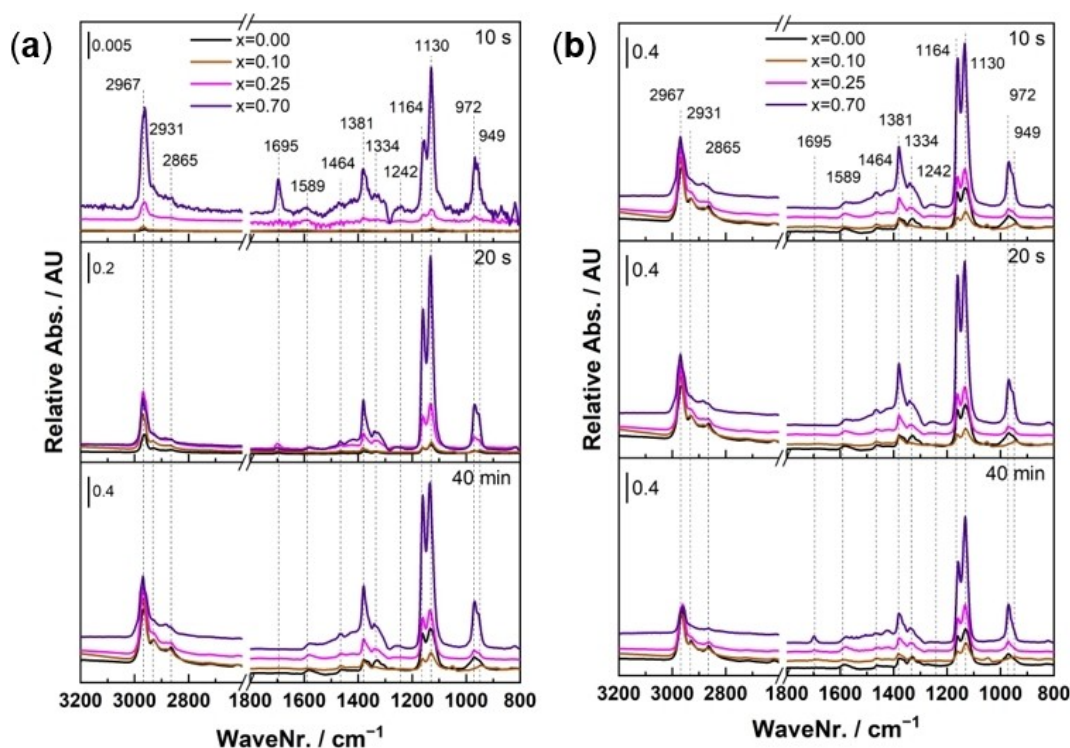 (a)
0.005
x=0.00
x=0.10
x=0.25
x=0.70
10 s
2967
2931
2865
1695
1589
1464
1381
1334
1242
1164
1130
972
949
0.2
20 s
0.4
40 min
Relative Abs. / AU
3200 2800 1800 1600 1400 1200 1000 800
WaveNr. / cm⁻¹
(b)
0.4
x=0.00
x=0.10
x=0.25
x=0.70
10 s
2967
2931
2865
1695
1589
1464
1381
1334
1242
1164
1130
972
949
0.4
20 s
0.4
40 min
Relative Abs. / AU
3200 2800 1800 1600 1400 1200 1000 800
WaveNr. / cm⁻¹